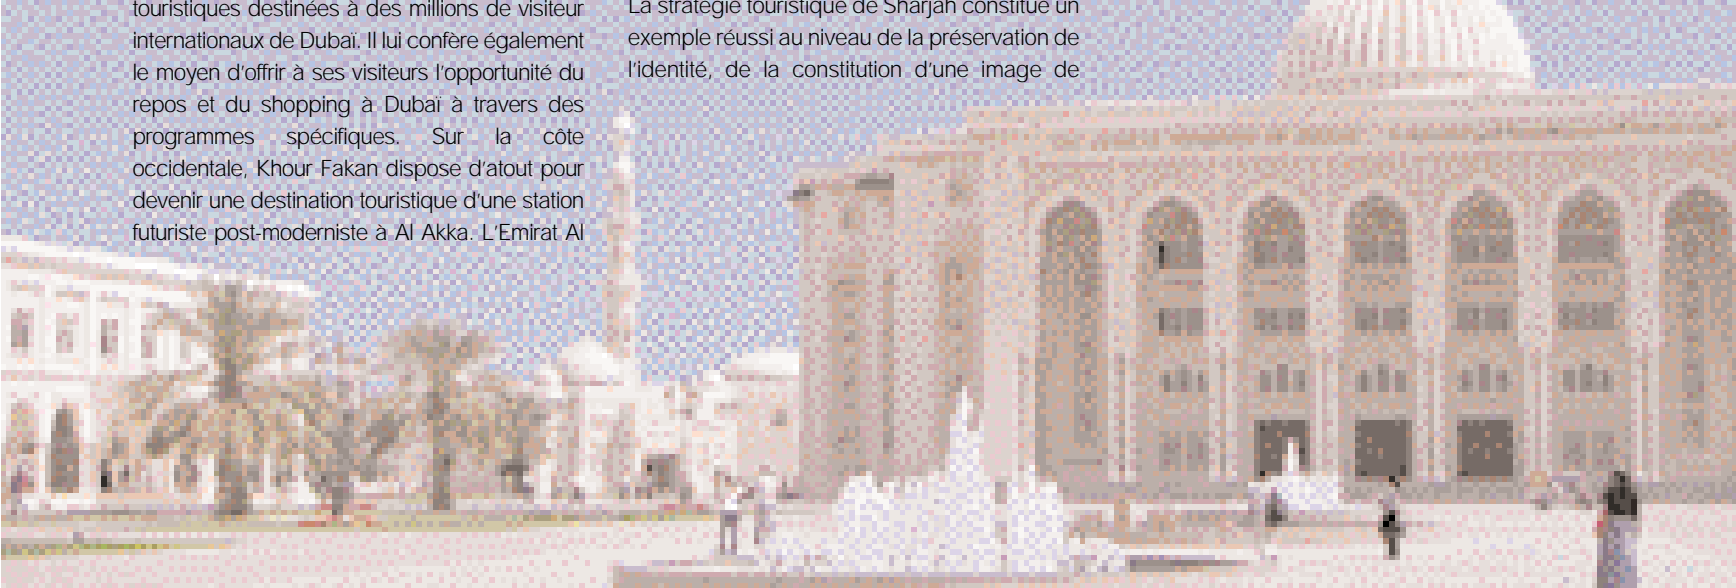 touristiques destinées à des millions de visiteur
internationaux de Dubaï. Il lui confère également
le moyen d'offrir à ses visiteurs l'opportunité du
repos et du shopping à Dubaï à travers des
programmes spécifiques. Sur la côte
occidentale, Khour Fakan dispose d'atout pour
devenir une destination touristique d'une station
futuriste post-moderniste à Al Akka. L'Emirat Al
La stratégie touristique de Sharjah constitue un
exemple réussi au niveau de la préservation de
l'identité, de la constitution d'une image de